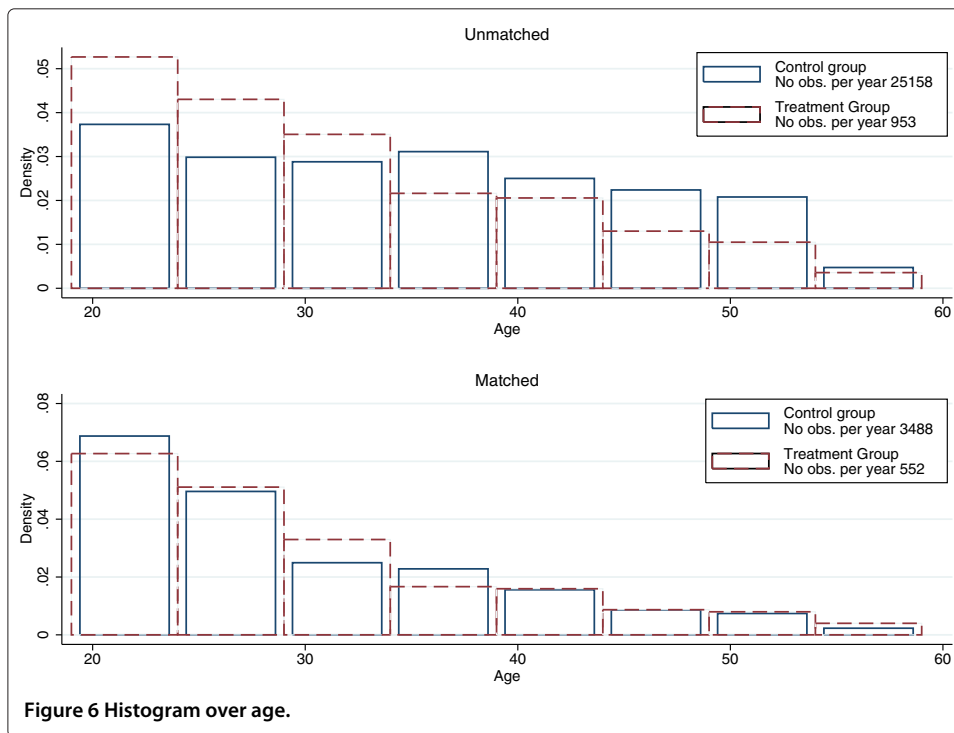 Unmatched
Control group
No obs. per year 25158
Treatment Group
No obs. per year 953
Density
.05
.04
.03
.02
.01
0
20 30 40 50 60
Age
Matched
Control group
No obs. per year 3488
Treatment Group
No obs. per year 552
Density
.08
.06
.04
.02
0
20 30 40 50 60
Age
Figure 6 Histogram over age.